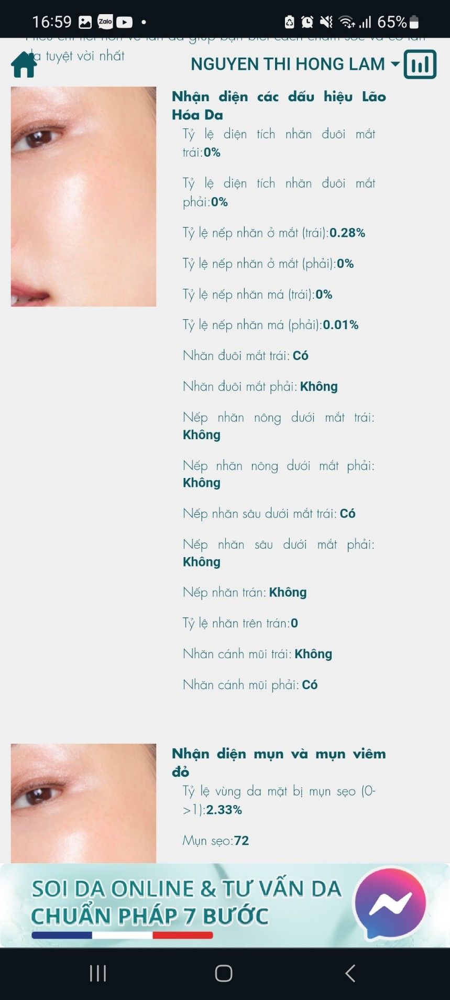 16:59 Zalo 65%
da tuyệt vời nhất
NGUYEN THI HONG LAM
Nhận diện các dấu hiệu Lão
Hóa Da
Tỷ lệ diện tích nhăn đuôi mắt
trái:0%
Tỷ lệ diện tích nhăn đuôi mắt
phải:0%
Tỷ lệ nếp nhăn ở mắt (trái):0.28%
Tỷ lệ nếp nhăn ở mắt (phải):0%
Tỷ lệ nếp nhăn má (trái):0%
Tỷ lệ nếp nhăn má (phải):0.01%
Nhăn đuôi mắt trái: Có
Nhăn đuôi mắt phải: Không
Nếp nhăn nông dưới mắt trái:
Không
Nếp nhăn nông dưới mắt phải:
Không
Nếp nhăn sâu dưới mắt trái: Có
Nếp nhăn sâu dưới mắt phải:
Không
Nếp nhăn trán: Không
Tỷ lệ nhăn trên trán:0
Nhăn cánh mũi trái: Không
Nhăn cánh mũi phải: Có
Nhận diện mụn và mụn viêm
đỏ
Tỷ lệ vùng da mặt bị mụn sẹo (0-
>1):2.33%
Mụn sẹo:72
SOI DA ONLINE & TƯ VẤN DA
CHUẨN PHÁP 7 BƯỚC